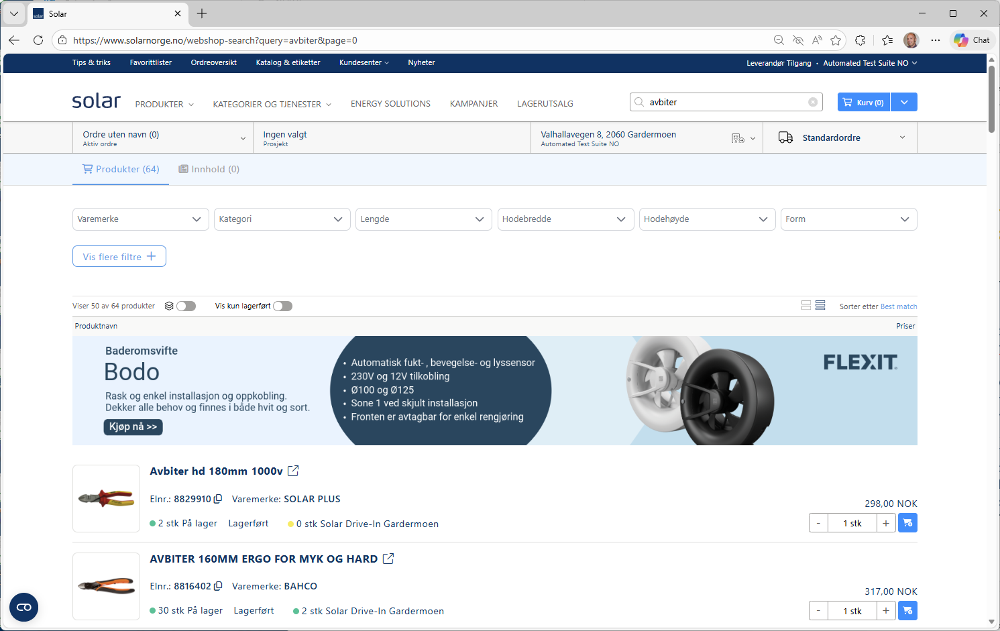 Solar
https://www.solarnorge.no/webshop-search?query=avbiter&page=0
Chat
Tips & triks Favorittlister Ordreoversikt Katalog & etiketter Kundesenter Nyheter Leverandør Tilgang • Automated Test Suite NO
solar PRODUKTER KATEGORIER OG TJENESTER ENERGY SOLUTIONS KAMPANJER LAGERUTSALG avbiter Kurv (0)
Ordre uten navn (0)
Aktiv ordre
Ingen valgt
Prosjekt
Valhallavegen 8, 2060 Gardermoen
Automated Test Suite NO
Standardordre
Produkter (64) Innhold (0)
Varemerke Kategori Lengde Hodebredde Hodehøyde Form
Vis flere filtre +
Viser 50 av 64 produkter Vis kun lagerført Sorter etter Best match
Produktnavn Priser
Baderomsvifte
Bodo
Rask og enkel installasjon og oppkobling.
Dekker alle behov og finnes i både hvit og sort.
Kjøp nå >>
• Automatisk fukt- , bevegelse- og lyssensor
• 230V og 12V tilkobling
• Ø100 og Ø125
• Sone 1 ved skjult installasjon
• Fronten er avtagbar for enkel rengjøring
FLEXIT.
Avbiter hd 180mm 1000v
Elnr.: 8829910 Varemerke: SOLAR PLUS
2 stk På lager Lagerført 0 stk Solar Drive-In Gardermoen
298,00 NOK
- 1 stk +
AVBITER 160MM ERGO FOR MYK OG HARD
Elnr.: 8816402 Varemerke: BAHCO
30 stk På lager Lagerført 2 stk Solar Drive-In Gardermoen
317,00 NOK
- 1 stk +